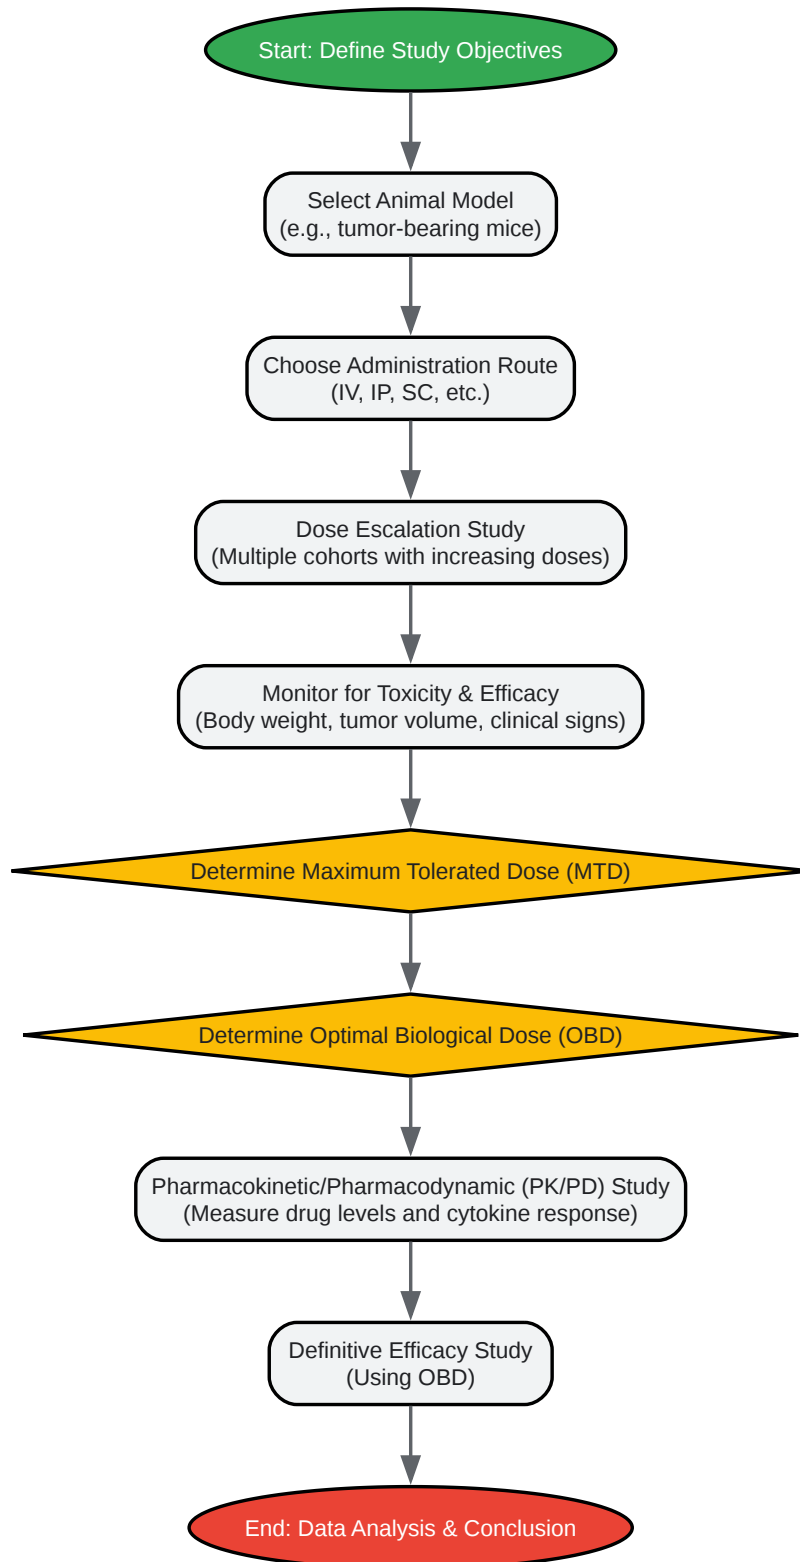 Start: Define Study Objectives
Select Animal Model
(e.g., tumor-bearing mice)
Choose Administration Route
(IV, IP, SC, etc.)
Dose Escalation Study
(Multiple cohorts with increasing doses)
Monitor for Toxicity & Efficacy
(Body weight, tumor volume, clinical signs)
Determine Maximum Tolerated Dose (MTD)
Determine Optimal Biological Dose (OBD)
Pharmacokinetic/Pharmacodynamic (PK/PD) Study
(Measure drug levels and cytokine response)
Definitive Efficacy Study
(Using OBD)
End: Data Analysis & Conclusion